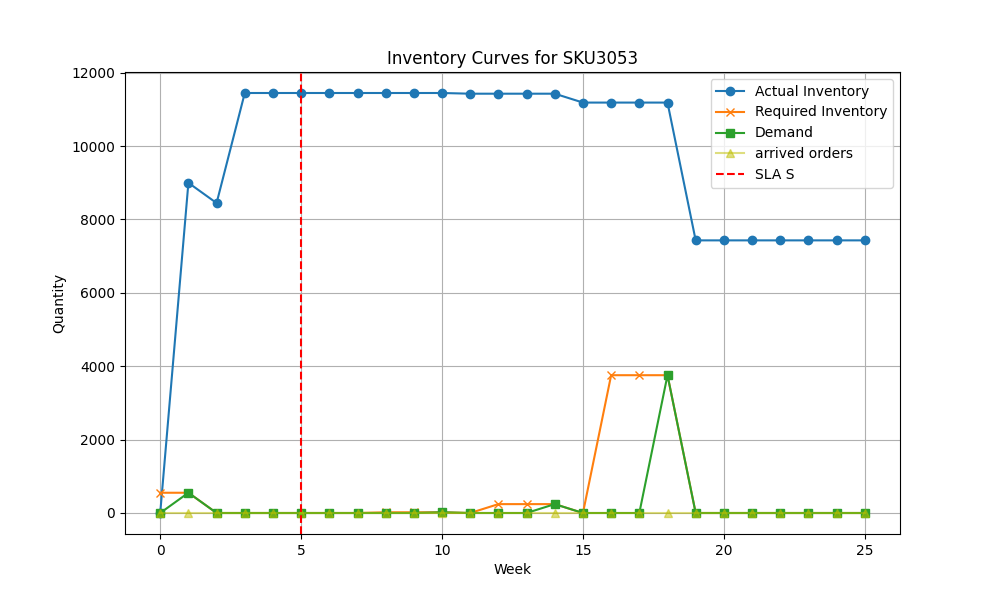 Inventory Curves for SKU3053
12000
10000
8000
6000
4000
2000
0
Quantity
Actual Inventory
Required Inventory
Demand
arrived orders
SLA S
0 5 10 15 20 25
Week